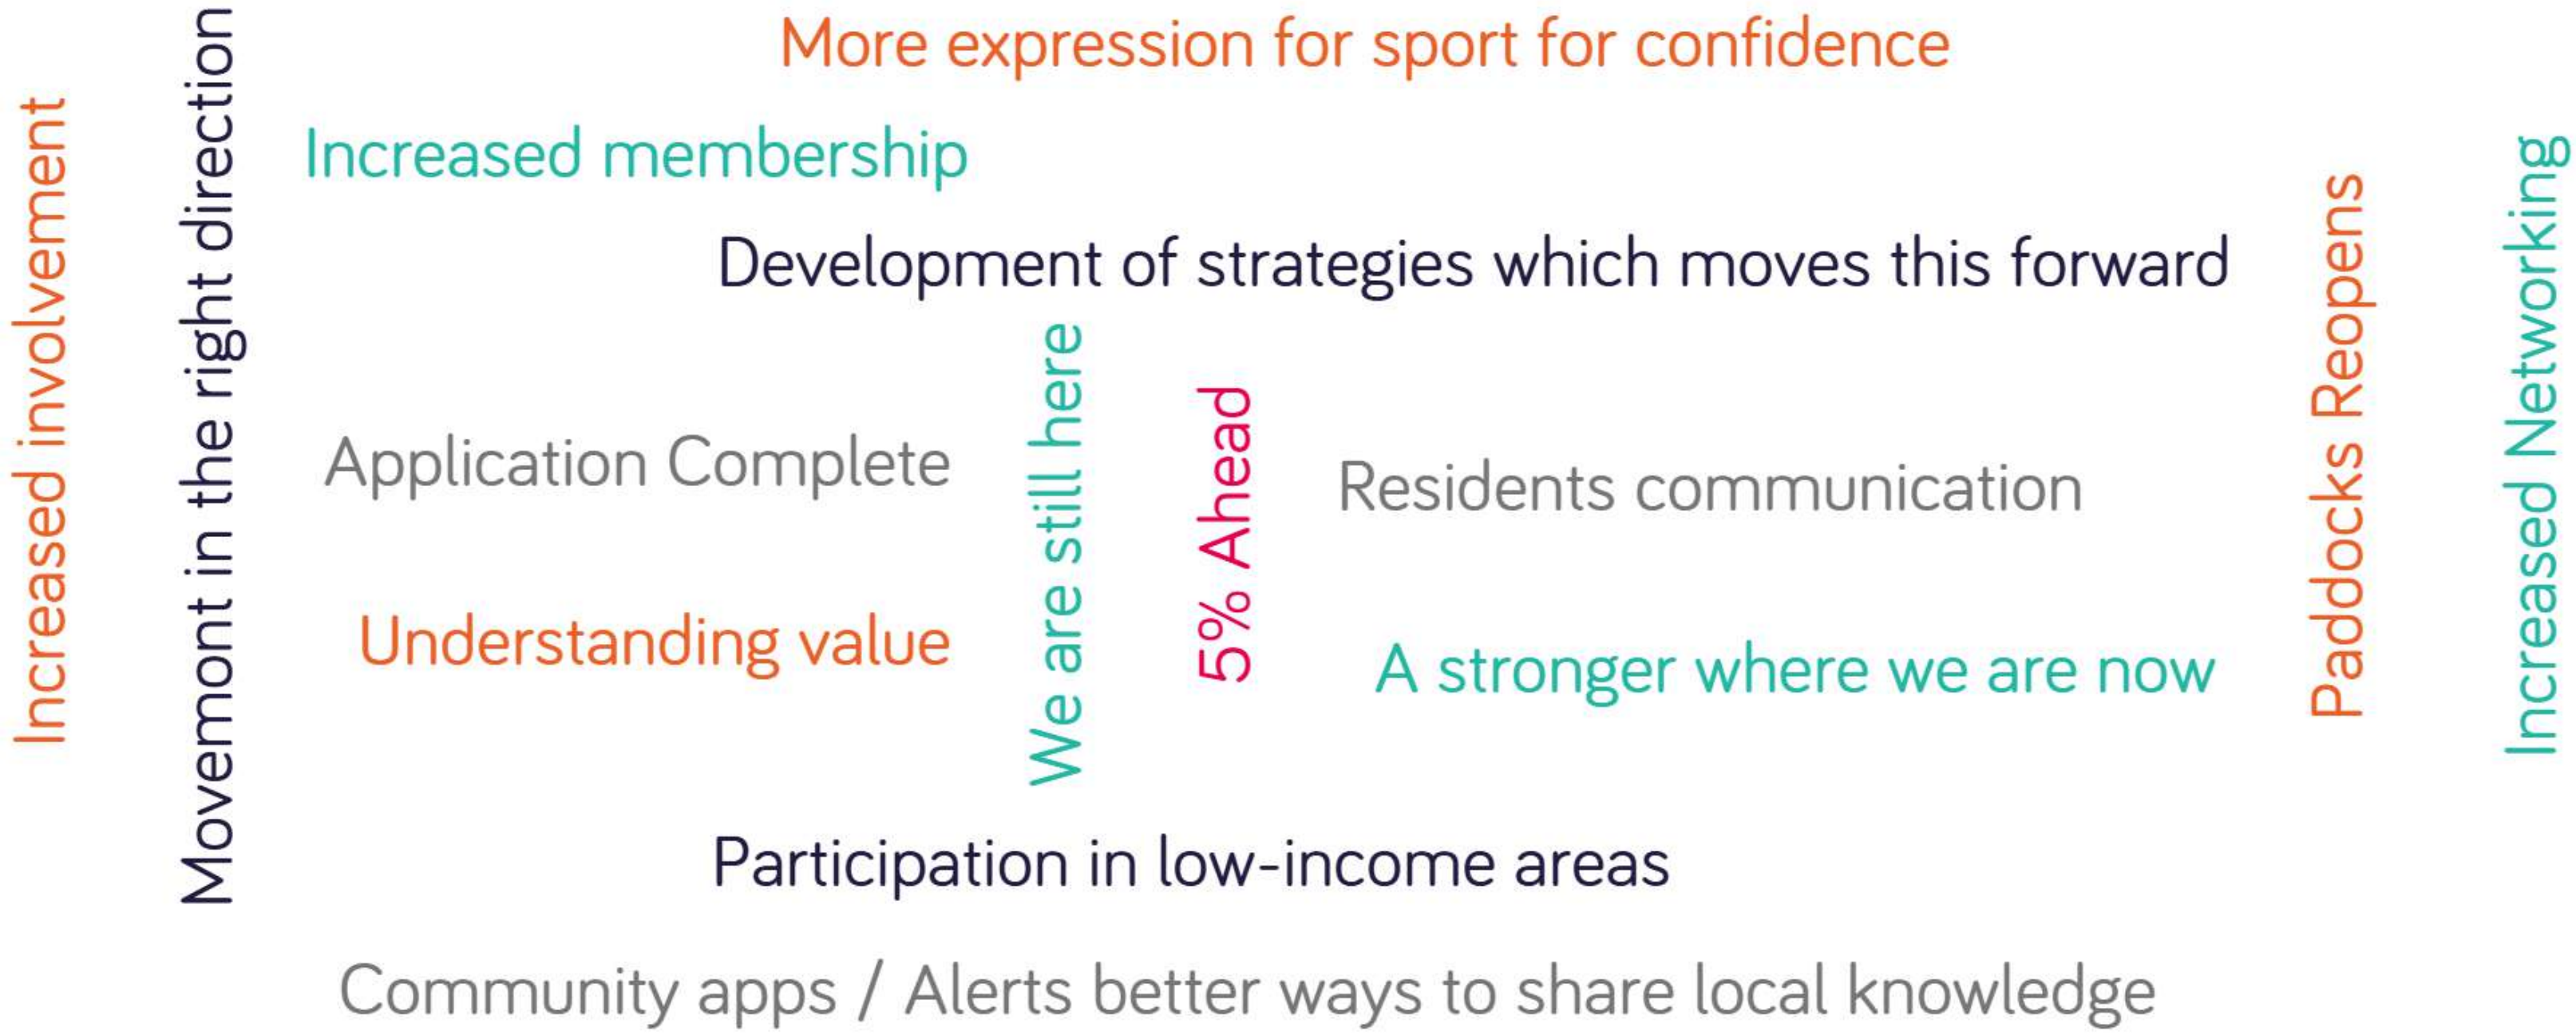 More expression for sport for confidence
Increased involvement
Movemont in the right direction
Increased membership
Development of strategies which moves this forward
Application Complete
We are still here
5% Ahead
Residents communication
Paddocks Reopens
Increased Networking
Understanding value
A stronger where we are now
Participation in low-income areas
Community apps / Alerts better ways to share local knowledge